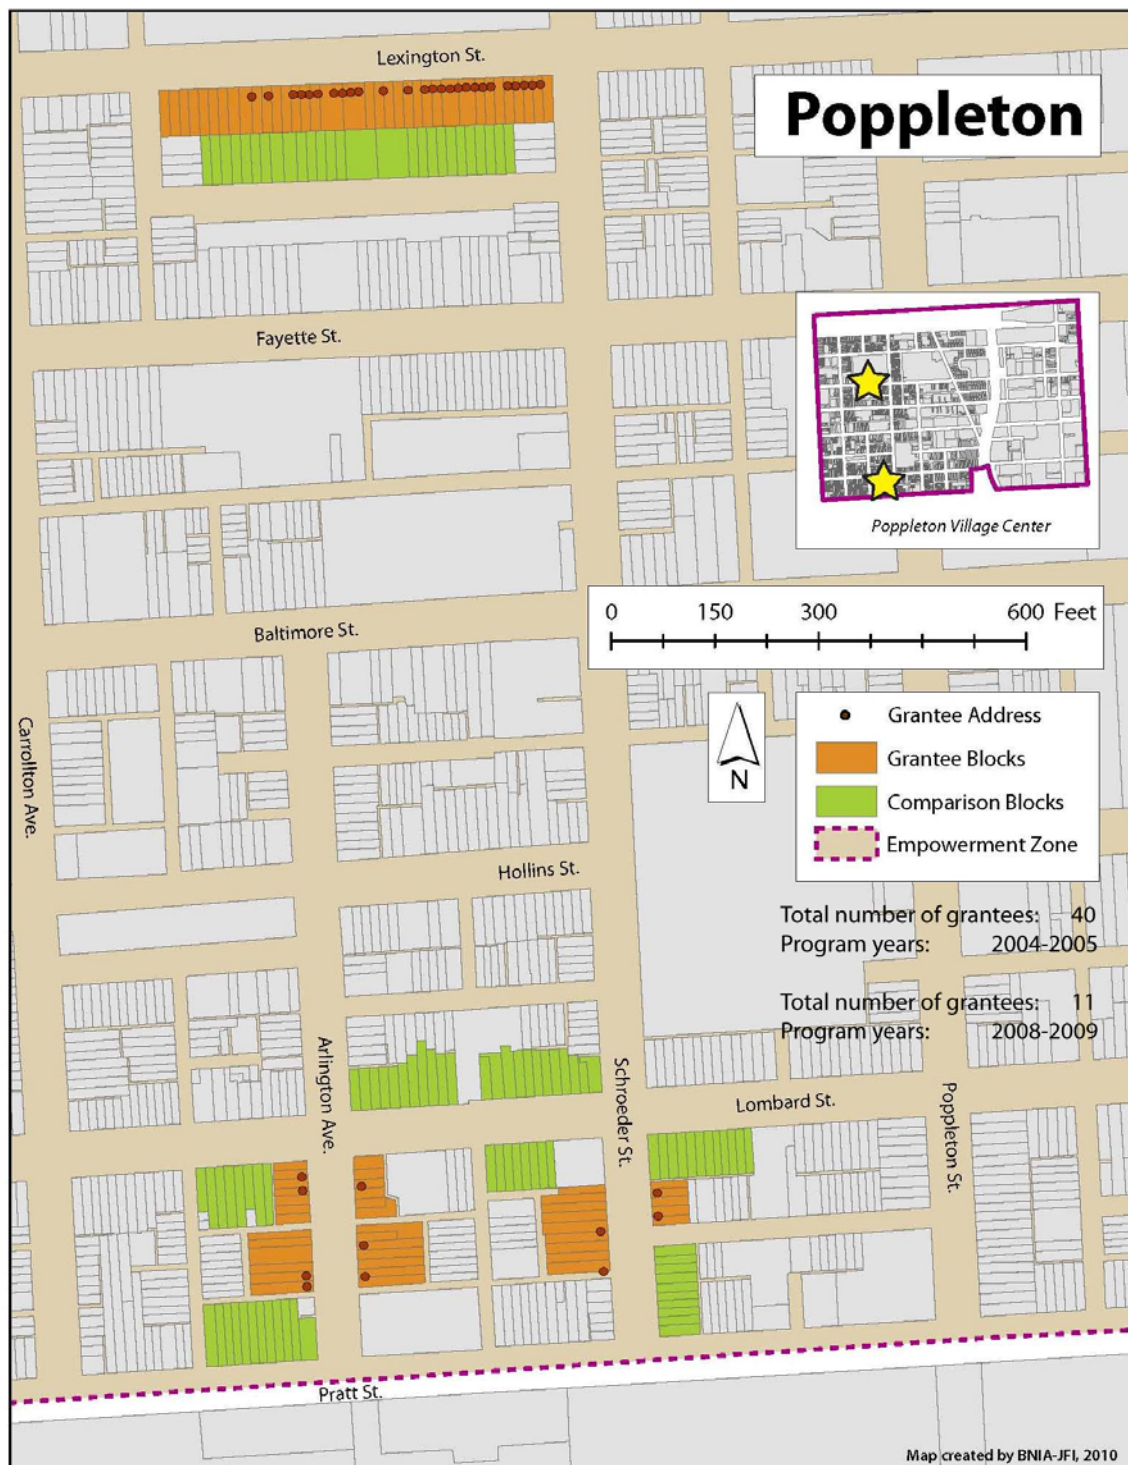 Lexington St.
Poppleton
Fayette St.
Poppleton Village Center
0 150 300 600 Feet
Baltimore St.
Carrollton Ave.
N
Grantee Address
Grantee Blocks
Comparison Blocks
Empowerment Zone
Hollins St.
Total number of grantees: 40
Program years: 2004-2005
Total number of grantees: 11
Program years: 2008-2009
Arlington Ave.
Schroeder St.
Lombard St.
Poppleton St.
Pratt St.
Map created by BNIA-JFI, 2010